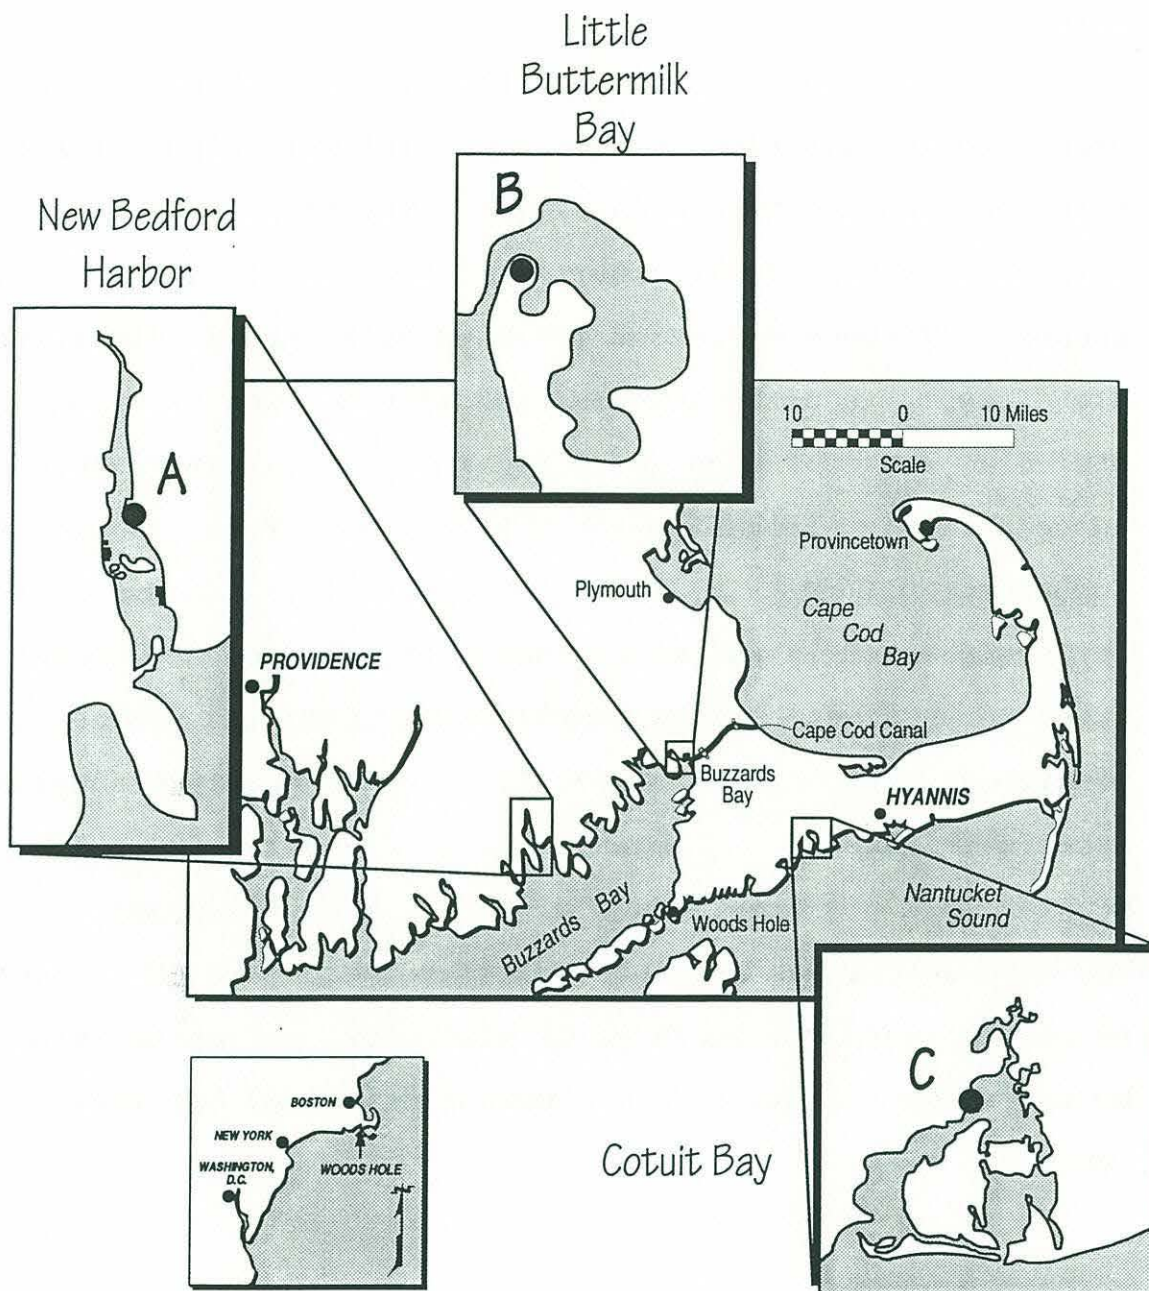 Little
Buttermilk
Bay
New Bedford
Harbor
B
A
10 0 10 Miles
Scale
Provincetown
Plymouth
Cape
Cod
Bay
PROVIDENCE
Cape Cod Canal
Buzzards
Bay
HYANNIS
Nantucket
Sound
Buzzards Bay
Woods Hole
C
Cotuit Bay
BOSTON
NEW YORK
WASHINGTON,
D.C.
WOODS HOLE
N